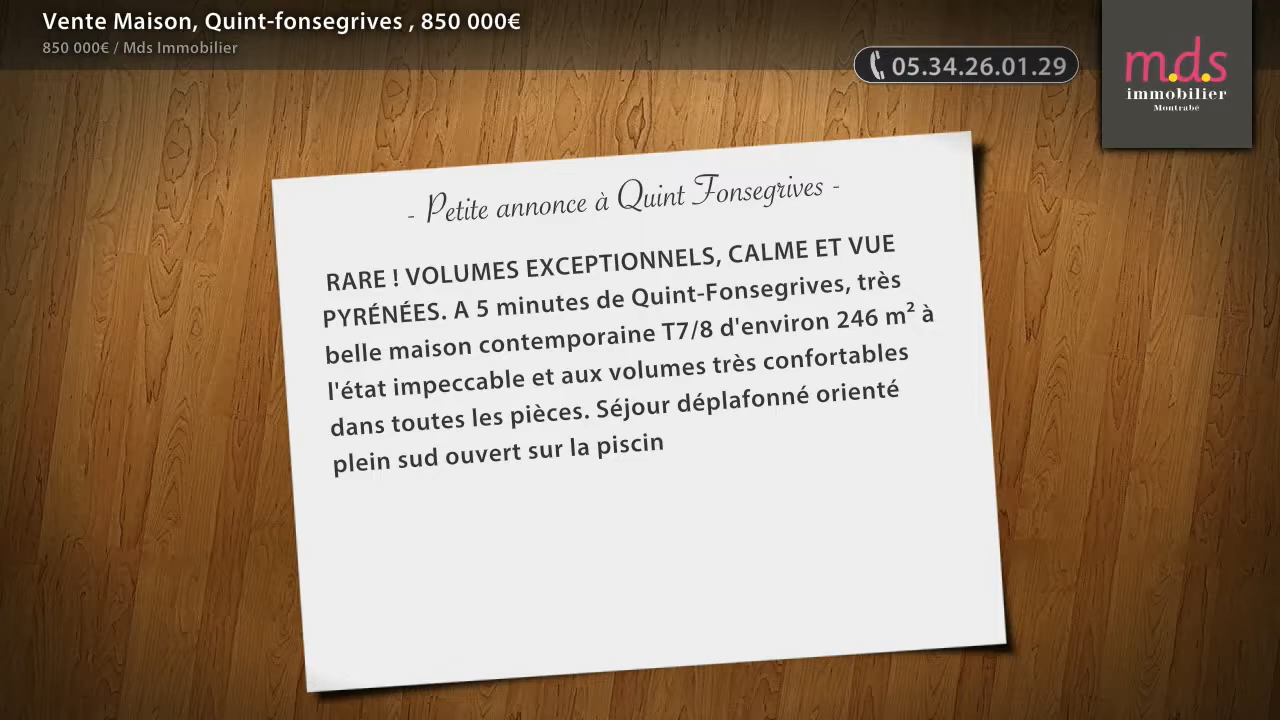 Vente Maison, Quint-fonsegrives , 850 000€
850 000€ / Mds Immobilier
05.34.26.01.29
m.d.s
immobilier
Montrabé
- Petite annonce à Quint Fonsegrives -
RARE ! VOLUMES EXCEPTIONNELS, CALME ET VUE
PYRÉNÉES. A 5 minutes de Quint-Fonsegrives, très
belle maison contemporaine T7/8 d'environ 246 m² à
l'état impeccable et aux volumes très confortables
dans toutes les pièces. Séjour déplafonné orienté
plein sud ouvert sur la piscin